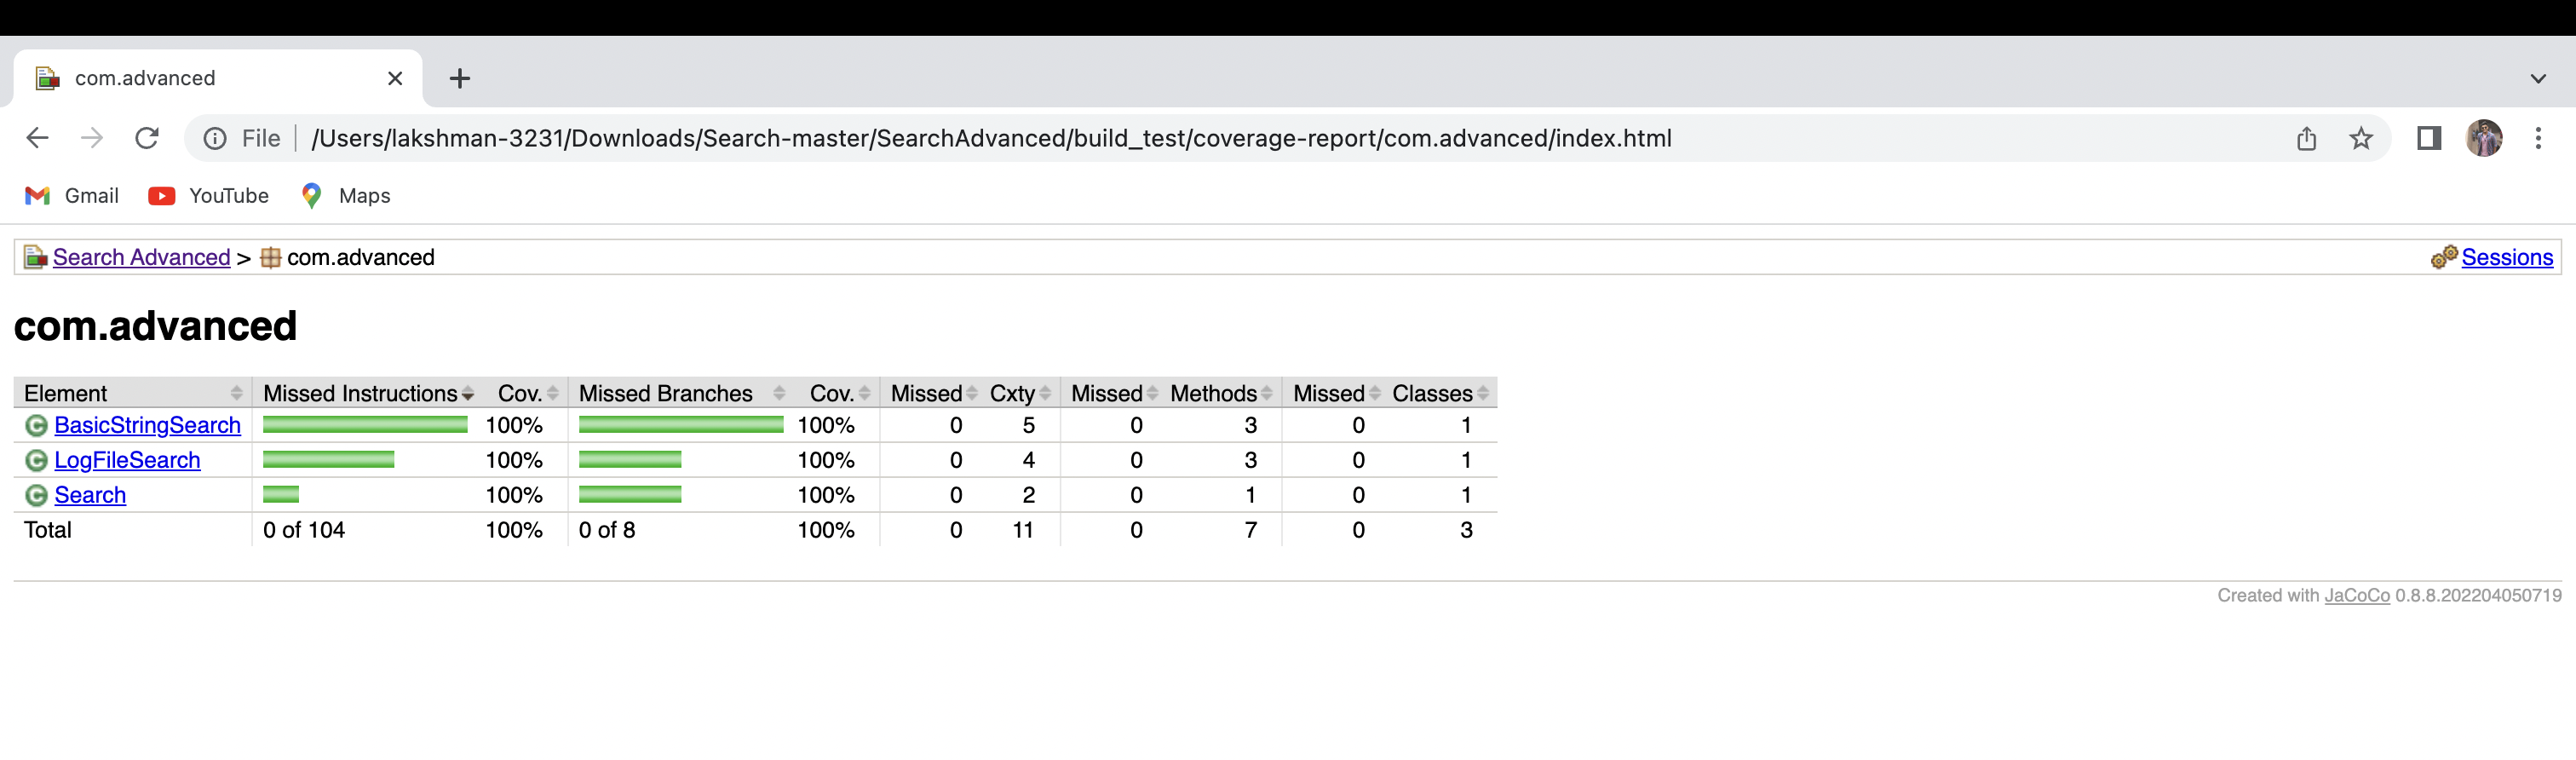 com.advanced
File /Users/lakshman-3231/Downloads/Search-master/SearchAdvanced/build_test/coverage-report/com.advanced/index.html
Gmail YouTube Maps
Search Advanced > com.advanced Sessions
com.advanced
Element Missed Instructions Cov. Missed Branches Cov. Missed Cxty Missed Methods Missed Classes
BasicStringSearch 100% 100% 0 5 0 3 0 1
LogFileSearch 100% 100% 0 4 0 3 0 1
Search 100% 100% 0 2 0 1 0 1
Total 0 of 104 100% 0 of 8 100% 0 11 0 7 0 3
Created with JaCoCo 0.8.8.202204050719